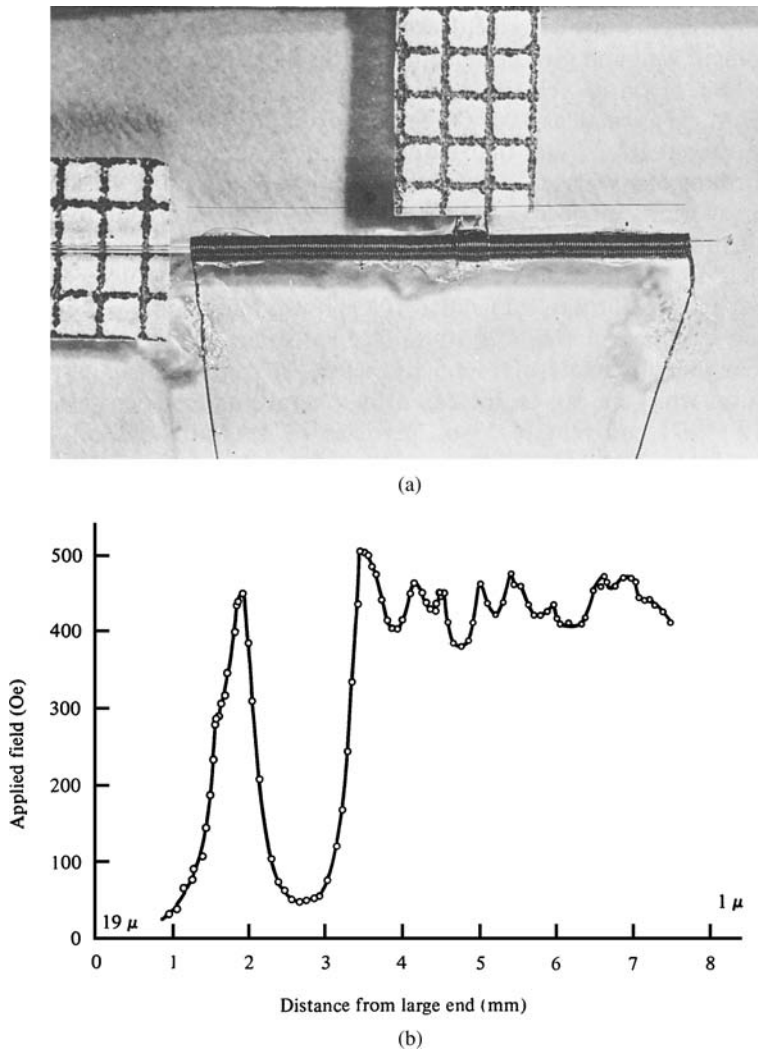 (a)
500
400
300
200
100
0
Applied field (Oe)
19 μ
1 μ
0 1 2 3 4 5 6 7 8
Distance from large end (mm)
(b)